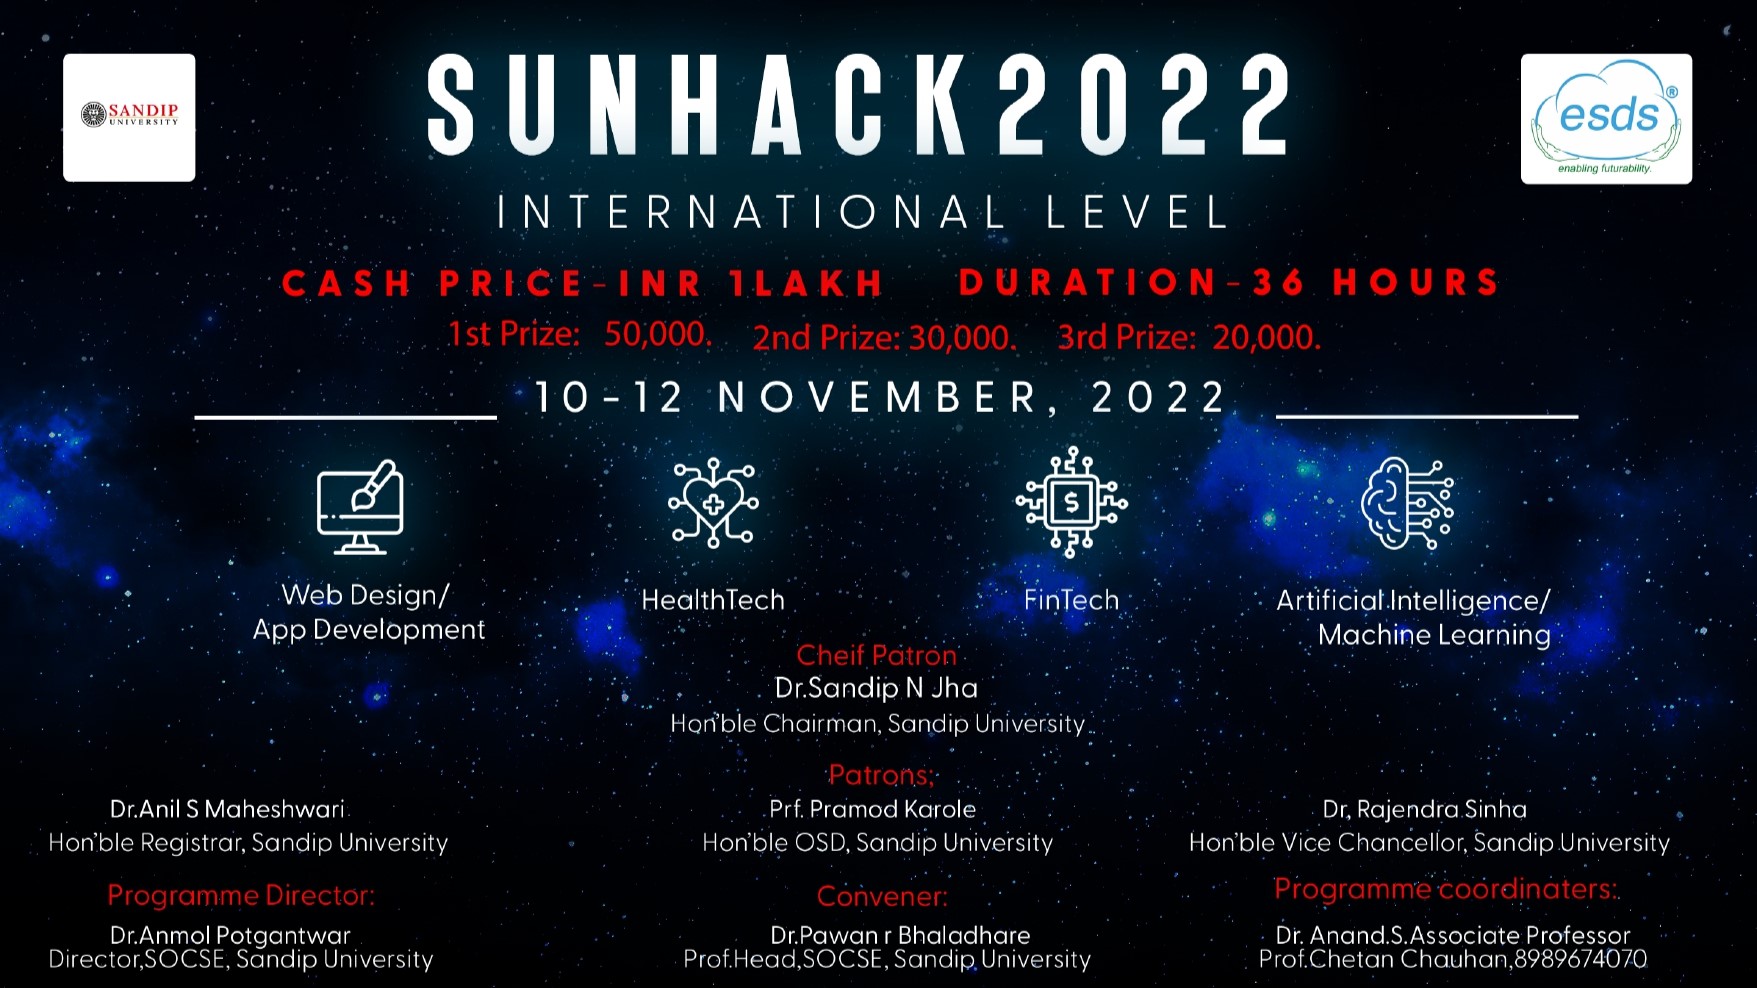 SANDIP
UNIVERSITY
SUNHACK2022
esds®
enabling futurability.
INTERNATIONAL LEVEL
CASH PRICE-INR 1LAKH DURATION-36 HOURS
1st Prize: 50,000. 2nd Prize: 30,000. 3rd Prize: 20,000.
10-12 NOVEMBER, 2022
Web Design/
App Development
HealthTech
FinTech
Artificial Intelligence/
Machine Learning
Cheif Patron
Dr.Sandip N Jha
Hon'ble Chairman, Sandip University
Patrons;
Dr.Anil S Maheshwari
Hon'ble Registrar, Sandip University
Prf. Pramod Karole
Hon'ble OSD, Sandip University
Dr, Rajendra Sinha
Hon'ble Vice Chancellor, Sandip University
Programme Director:
Dr.Anmol Potgantwar
Director,SOCSE, Sandip University
Convener:
Dr.Pawan r Bhaladhare
Prof.Head,SOCSE, Sandip University
Programme coordinaters:
Dr. Anand.S.Associate Professor
Prof.Chetan Chauhan,8989674070